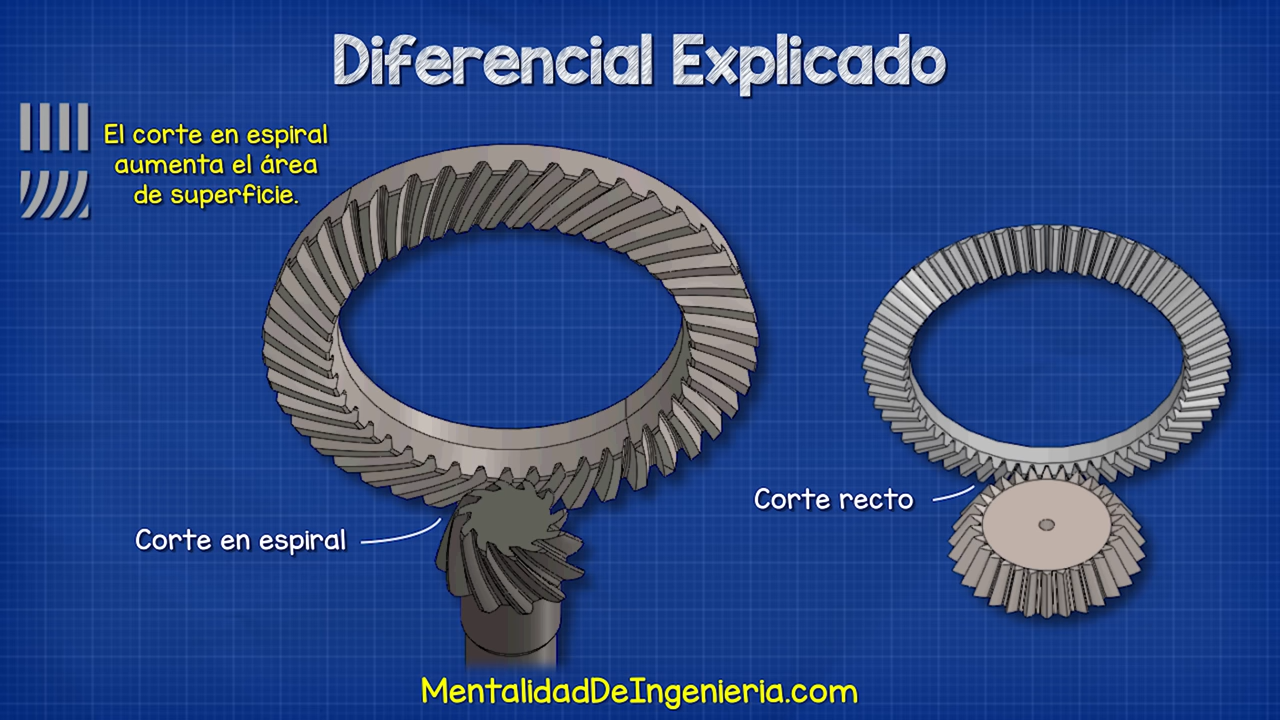 Diferencial Explicado
El corte en espiral
aumenta el área
de superficie.
Corte recto
Corte en espiral
MentalidadDeIngenieria.com